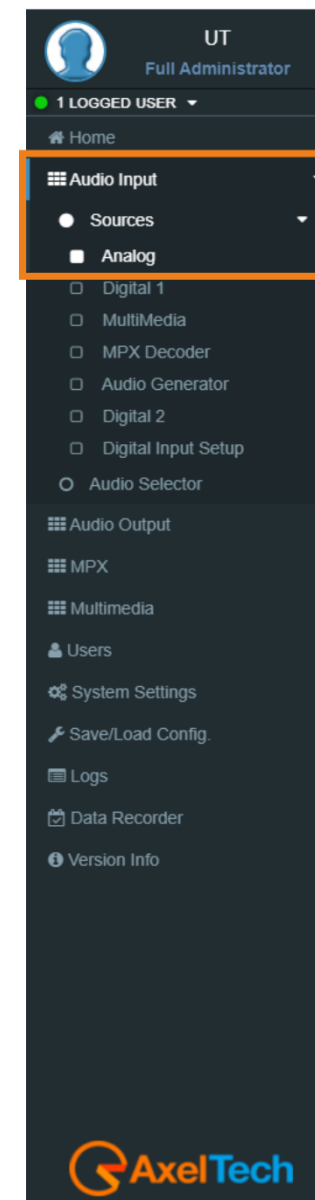 UT
Full Administrator
1 LOGGED USER
Home
Audio Input
Sources
Analog
Digital 1
MultiMedia
MPX Decoder
Audio Generator
Digital 2
Digital Input Setup
Audio Selector
Audio Output
MPX
Multimedia
Users
System Settings
Save/Load Config.
Logs
Data Recorder
Version Info
AxelTech